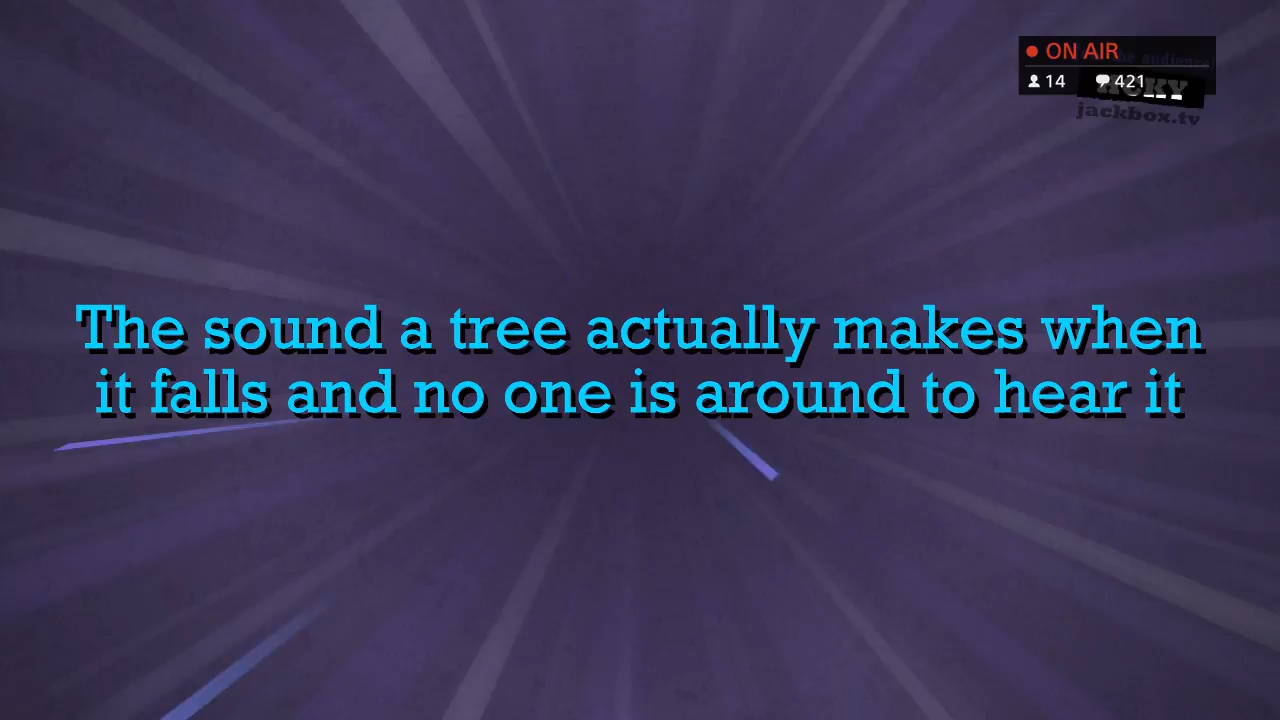 ON AIR
14 421
jackbox.tv
The sound a tree actually makes when
it falls and no one is around to hear it